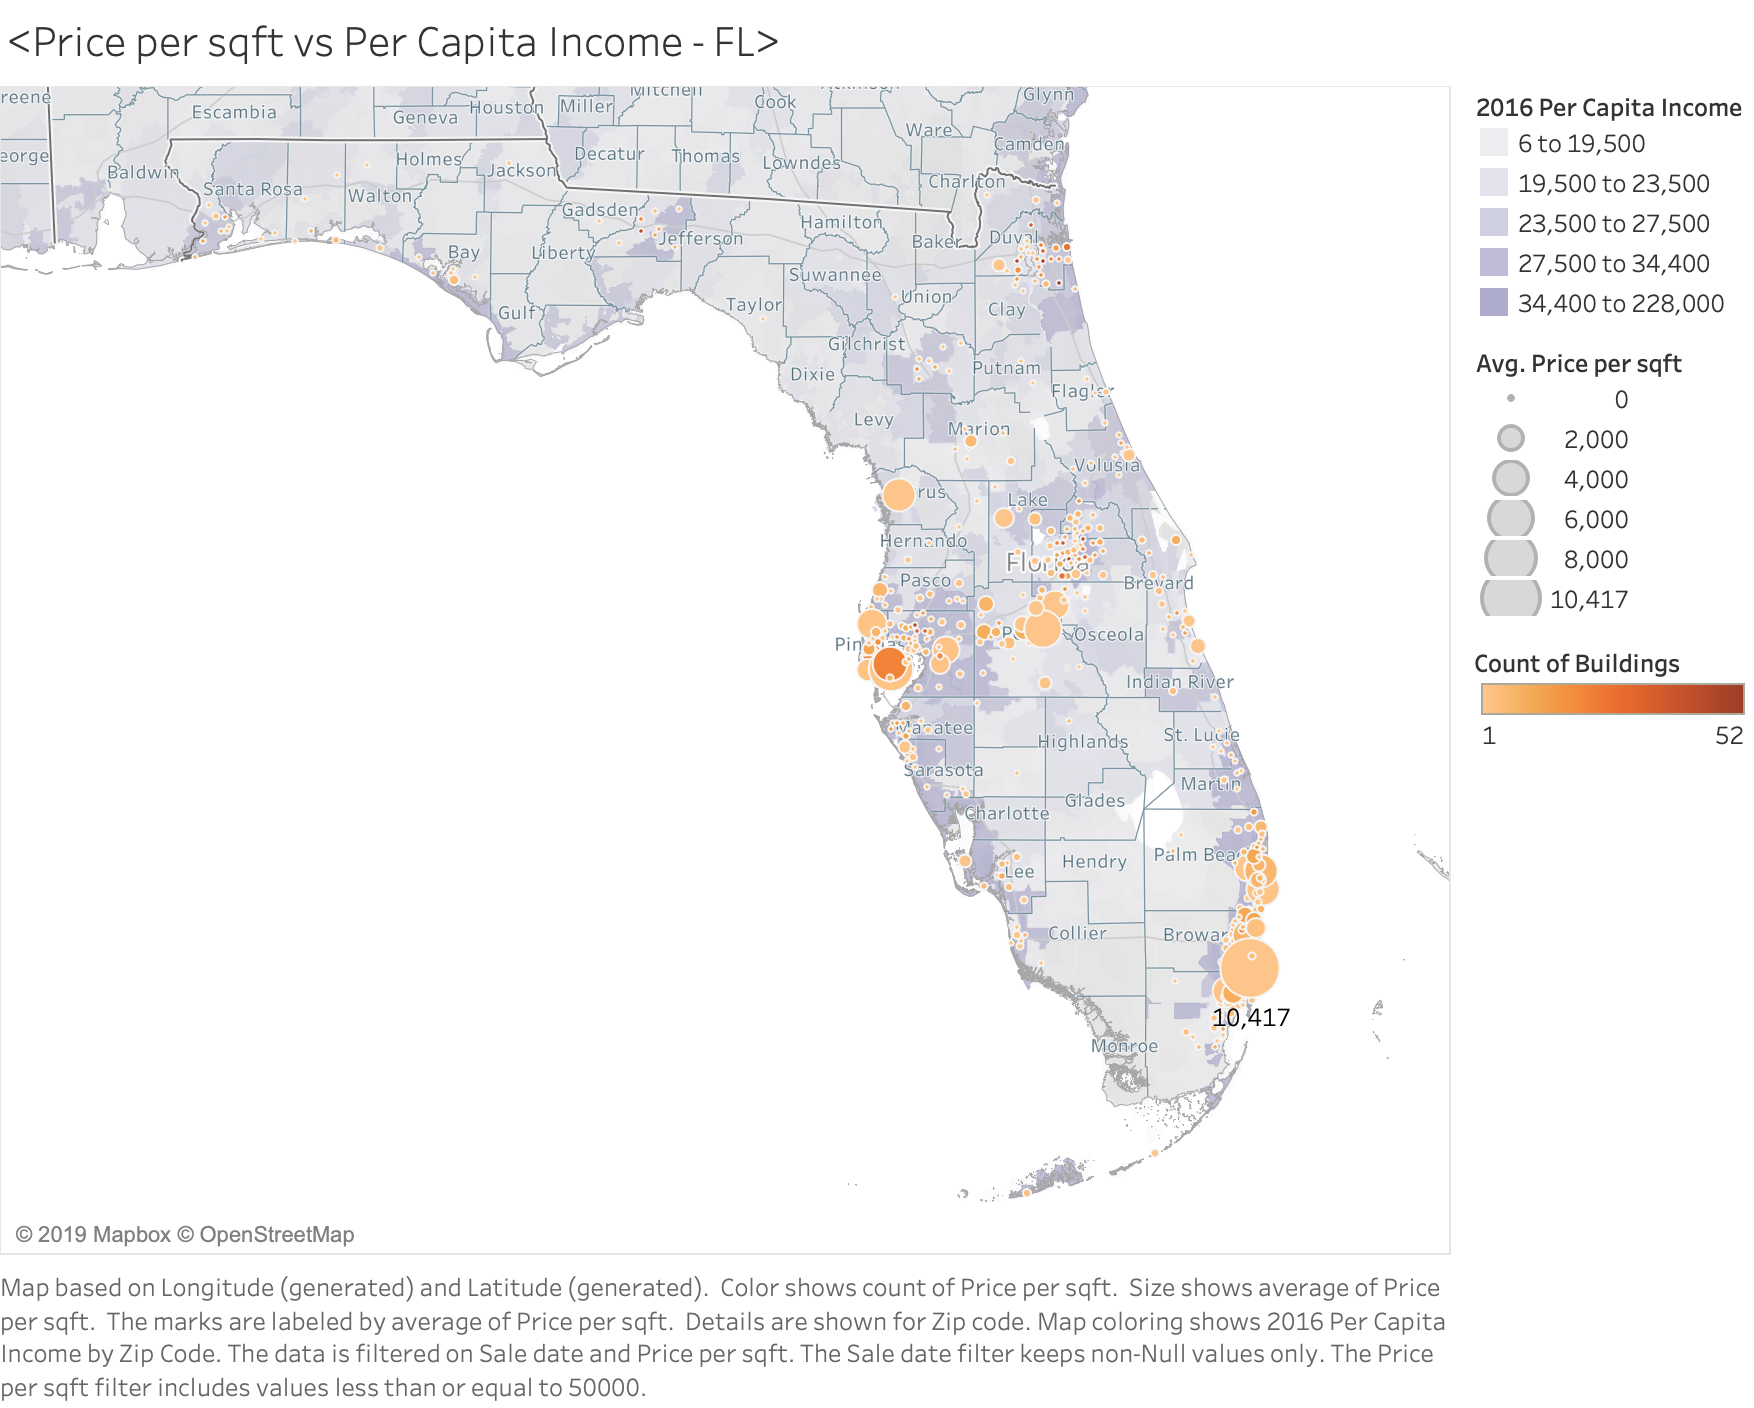 <Price per sqft vs Per Capita Income - FL>
Mitchell
Glynn
Escambia
Geneva
Houston
Miller
Cook
Ware
Camden
Baldwin
Holmes
Jackson
Decatur
Thomas
Lowndes
Charlton
Santa Rosa
Walton
Gadsden
Jefferson
Hamilton
Baker
Duval
Bay
Liberty
Suwannee
Union
Gulf
Taylor
Clay
Gilchrist
Dixie
Putnam
Flagler
Levy
Marion
Volusia
rus
Lake
Hernando
Florida
Pasco
Brevard
Osceola
Indian River
Manatee
Highlands
St. Lucie
Sarasota
Martin
Charlotte
Glades
Palm Bea
Hendry
Lee
Collier
Browar
10,417
Monroe
© 2019 Mapbox © OpenStreetMap
2016 Per Capita Income
6 to 19,500
19,500 to 23,500
23,500 to 27,500
27,500 to 34,400
34,400 to 228,000
Avg. Price per sqft
0
2,000
4,000
6,000
8,000
10,417
Count of Buildings
1 52
Map based on Longitude (generated) and Latitude (generated).  Color shows count of Price per sqft.  Size shows average of Price
per sqft.  The marks are labeled by average of Price per sqft.  Details are shown for Zip code. Map coloring shows 2016 Per Capita
Income by Zip Code. The data is filtered on Sale date and Price per sqft. The Sale date filter keeps non-Null values only. The Price
per sqft filter includes values less than or equal to 50000.